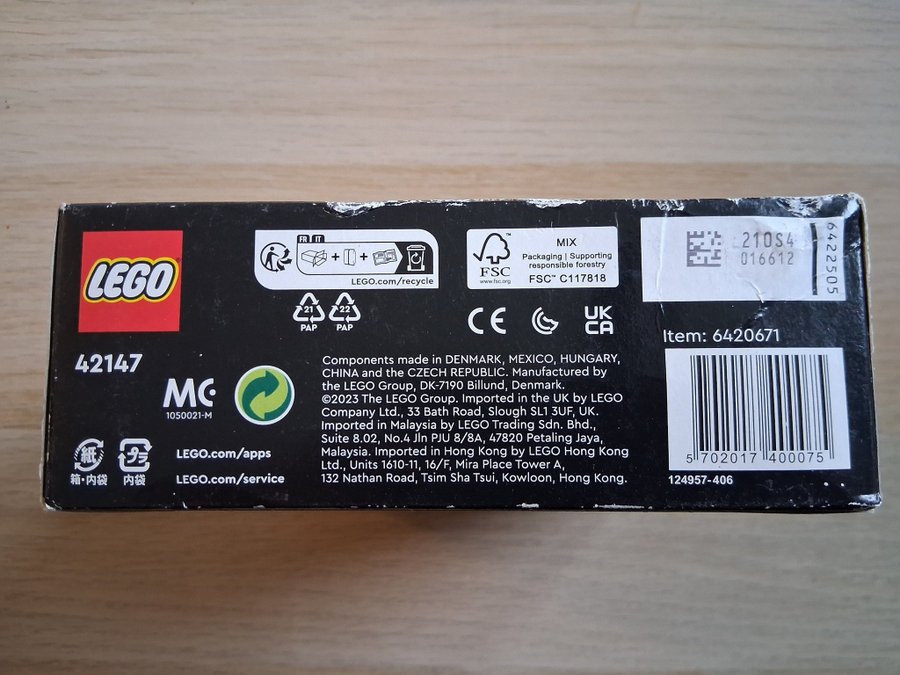 LEGO
42147
FR IT
LEGO.com/recycle
21
PAP
22
PAP
FSC
www.fsc.org
MIX
Packaging | Supporting
responsible forestry
FSC™ C117818
CE
UK
CA
210S4
016612
6422505
Item: 6420671
5 702017 400075
124957-406
MC
1050021-M
紙
箱・内袋
プラ
内袋
LEGO.com/apps
LEGO.com/service
Components made in DENMARK, MEXICO, HUNGARY,
CHINA and the CZECH REPUBLIC. Manufactured by
the LEGO Group, DK-7190 Billund, Denmark.
©2023 The LEGO Group. Imported in the UK by LEGO
Company Ltd., 33 Bath Road, Slough SL1 3UF, UK.
Imported in Malaysia by LEGO Trading Sdn. Bhd.,
Suite 8.02, No.4 Jln PJU 8/8A, 47820 Petaling Jaya,
Malaysia. Imported in Hong Kong by LEGO Hong Kong
Ltd., Units 1610-11, 16/F, Mira Place Tower A,
132 Nathan Road, Tsim Sha Tsui, Kowloon, Hong Kong.